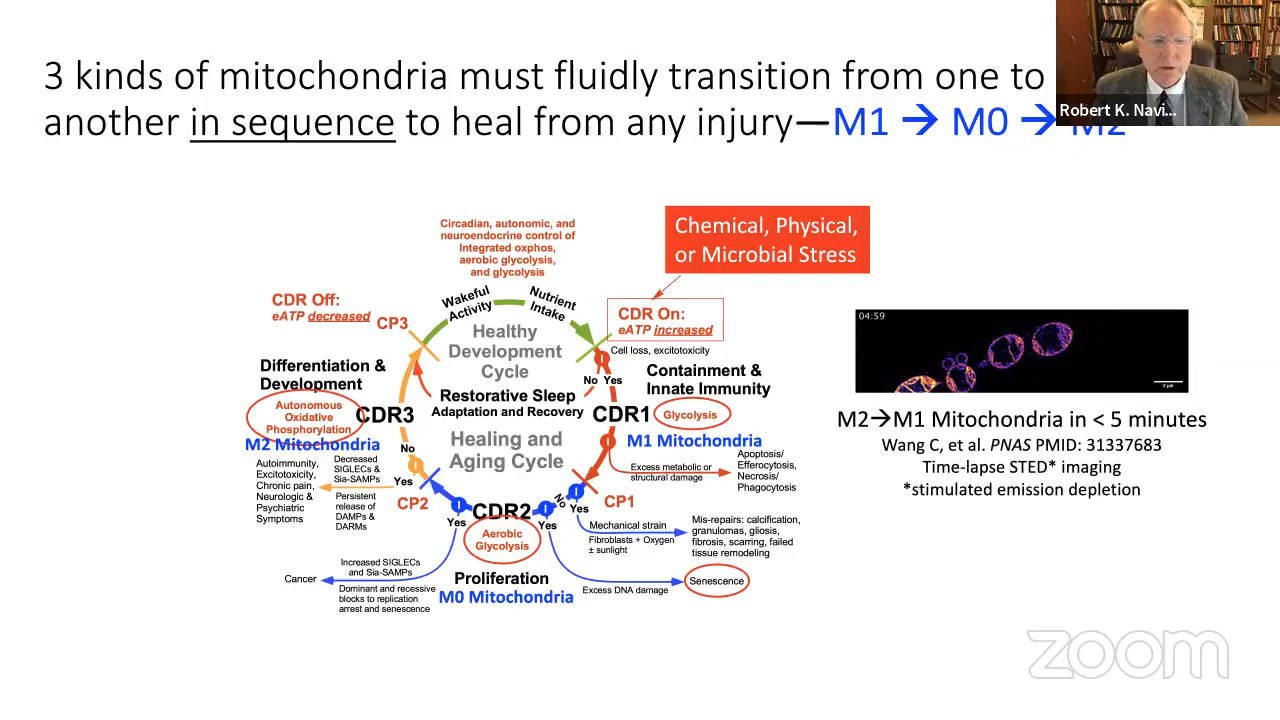 3 kinds of mitochondria must fluidly transition from one to
another in sequence to heal from any injury—M1 → M0 → M2
Robert K. Navi...
Circadian, autonomic, and
neuroendocrine control of
Integrated oxphos,
aerobic glycolysis,
and glycolysis
Chemical, Physical,
or Microbial Stress
CDR Off:
eATP decreased
CP3
Wakeful
Activity
Nutrient
Intake
CDR On:
eATP increased
Healthy
Development
Cycle
Cell loss, excitotoxicity
No Yes
Containment &
Innate Immunity
Differentiation &
Development
Restorative Sleep
Adaptation and Recovery
Autonomous
Oxidative
Phosphorylation
CDR3
CDR1
Glycolysis
M2 Mitochondria
Healing and
Aging Cycle
M1 Mitochondria
No
Yes
Autoimmunity,
Excitotoxicity,
Chronic pain,
Neurologic &
Psychiatric
Symptoms
Decreased
SIGLECs &
Sia-SAMPs
Persistent
release of
DAMPs &
DARMs
Excess metabolic or
structural damage
Apoptosis/
Efferocytosis,
Necrosis/
Phagocytosis
CP2
CP1
CDR2
No
Yes
Yes
Yes
Aerobic
Glycolysis
Mechanical strain
Fibroblasts + Oxygen
± sunlight
Mis-repairs: calcification,
granulomas, gliosis,
fibrosis, scarring, failed
tissue remodeling
Increased SIGLECs
and Sia-SAMPs
Cancer
Dominant and recessive
blocks to replication
arrest and senescence
Proliferation
M0 Mitochondria
Excess DNA damage
Senescence
04:59
2 µm
M2→M1 Mitochondria in < 5 minutes
Wang C, et al. PNAS PMID: 31337683
Time-lapse STED* imaging
*stimulated emission depletion
zoom